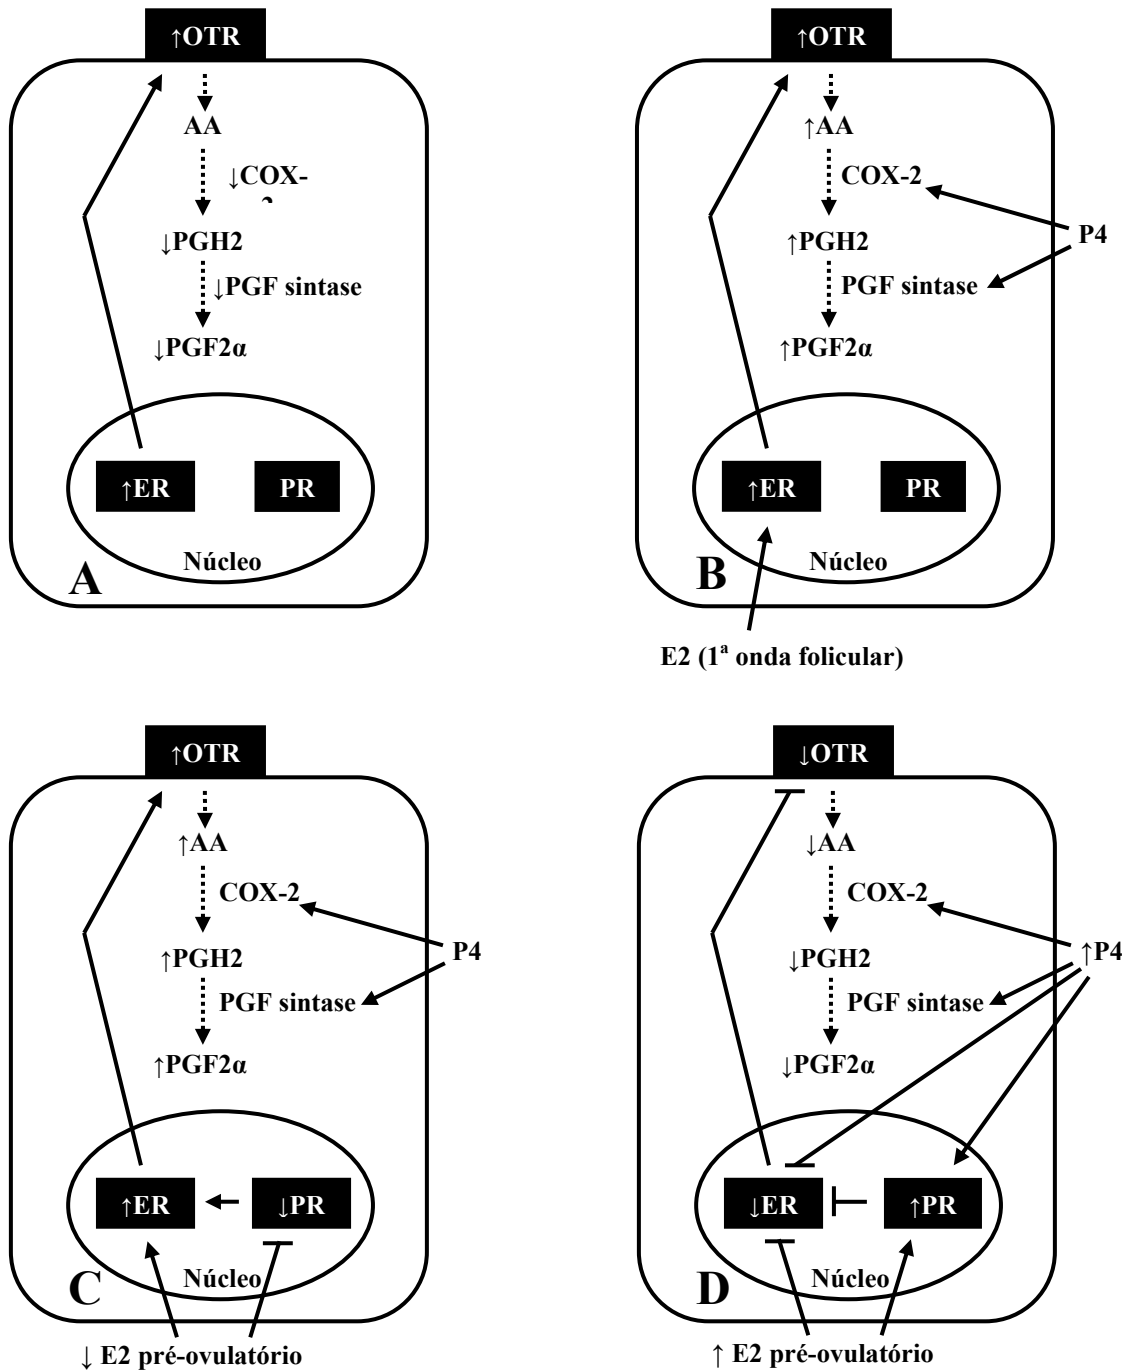 ↑OTR
AA
↓COX-
↓PGH2
↓PGF sintase
↓PGF2α
↑ER
PR
Núcleo
A
↑OTR
↑AA
COX-2
P4
↑PGH2
PGF sintase
↑PGF2α
↑ER
PR
Núcleo
B
E2 (1ª onda folicular)
↑OTR
↑AA
COX-2
P4
↑PGH2
PGF sintase
↑PGF2α
↑ER
↓PR
Núcleo
C
↓ E2 pré-ovulatório
↓OTR
↓AA
COX-2
↑P4
↓PGH2
PGF sintase
↓PGF2α
↓ER
↑PR
Núcleo
D
↑ E2 pré-ovulatório